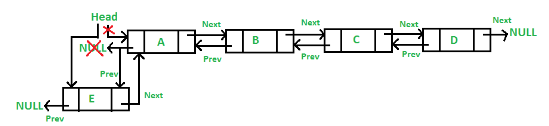 Head
Next Next Next Next
NULL A B C D NULL
Prev Prev Prev Prev
E Next
NULL
Prev